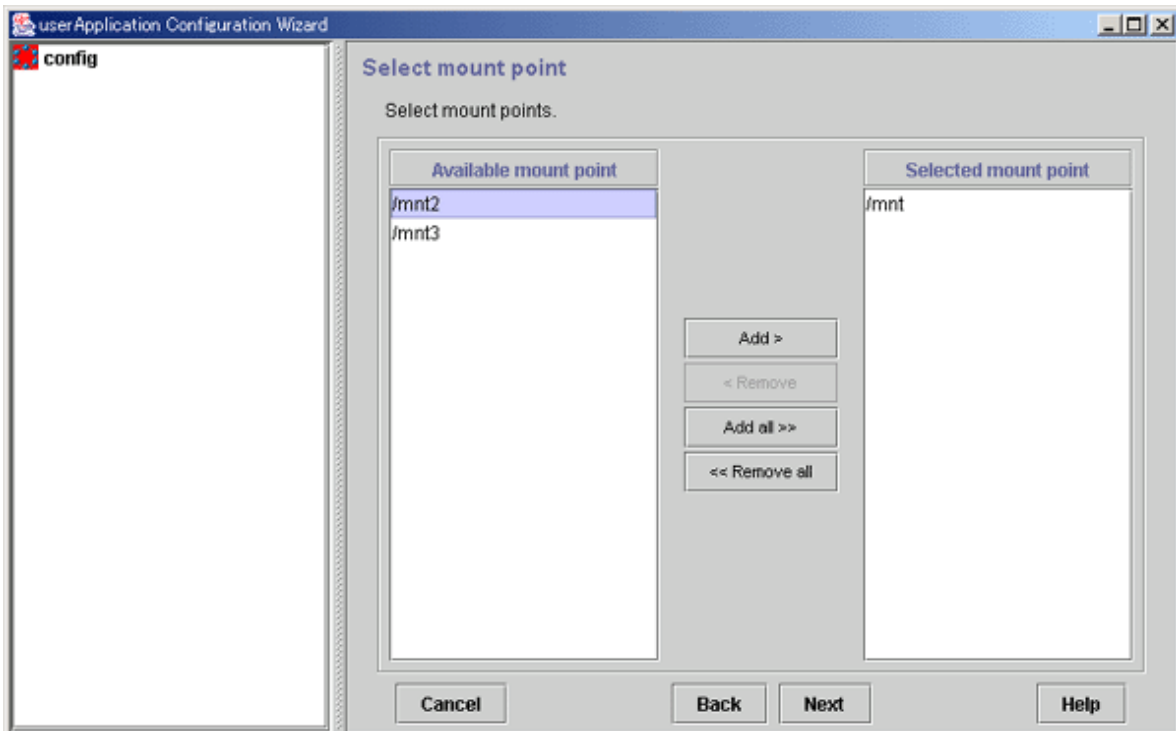 userApplication Configuration Wizard
config
Select mount point
Select mount points.
Available mount point
Selected mount point
/mnt2
/mnt
/mnt3
Add >
< Remove
Add all >>
<< Remove all
Cancel
Back
Next
Help